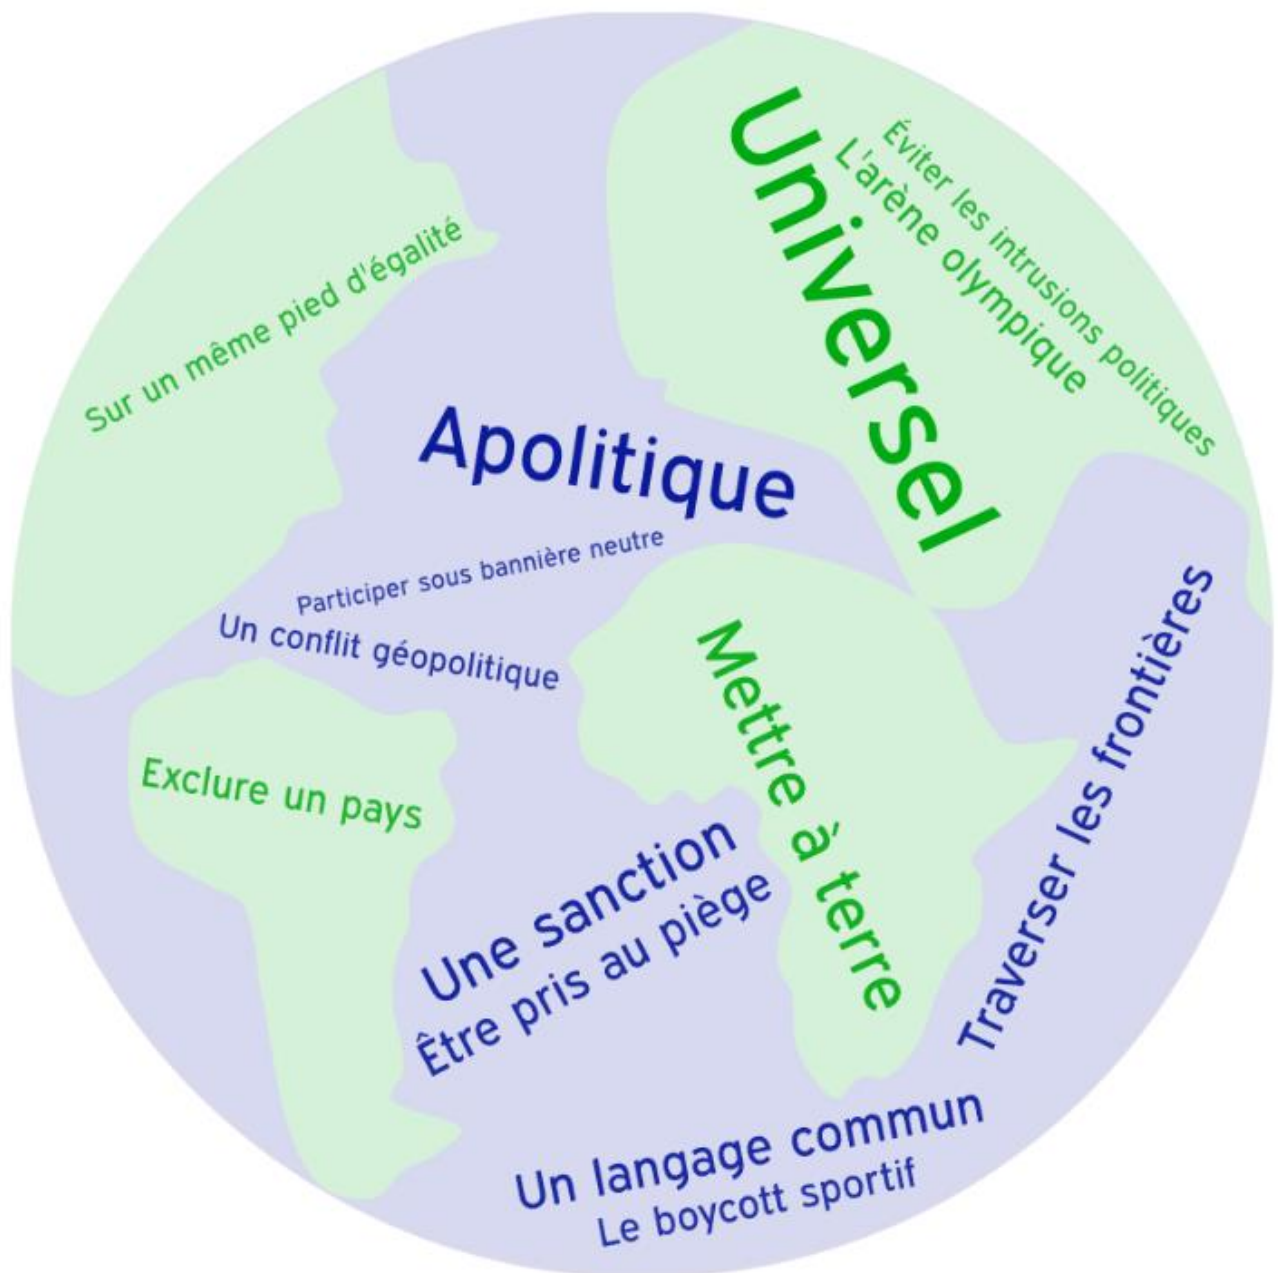 Universel
Éviter les intrusions politiques
L'arène olympique
Sur un même pied d'égalité
Apolitique
Participer sous bannière neutre
Un conflit géopolitique
Mettre à terre
Traverser les frontières
Exclure un pays
Une sanction
Être pris au piège
Un langage commun
Le boycott sportif